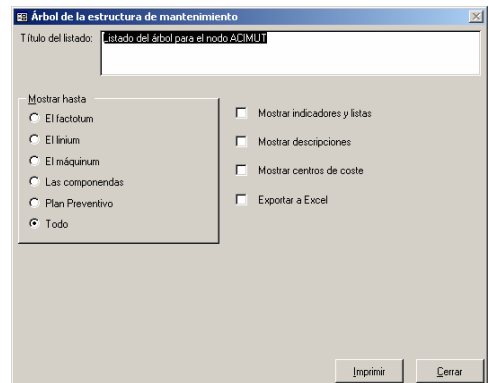 Árbol de la estructura de mantenimiento
Título del listado: Listado del árbol para el nodo ACIMUT
Mostrar hasta
El factotum
El linium
El máquinum
Las componendas
Plan Preventivo
Todo
Mostrar indicadores y listas
Mostrar descripciones
Mostrar centros de coste
Exportar a Excel
Imprimir
Cerrar